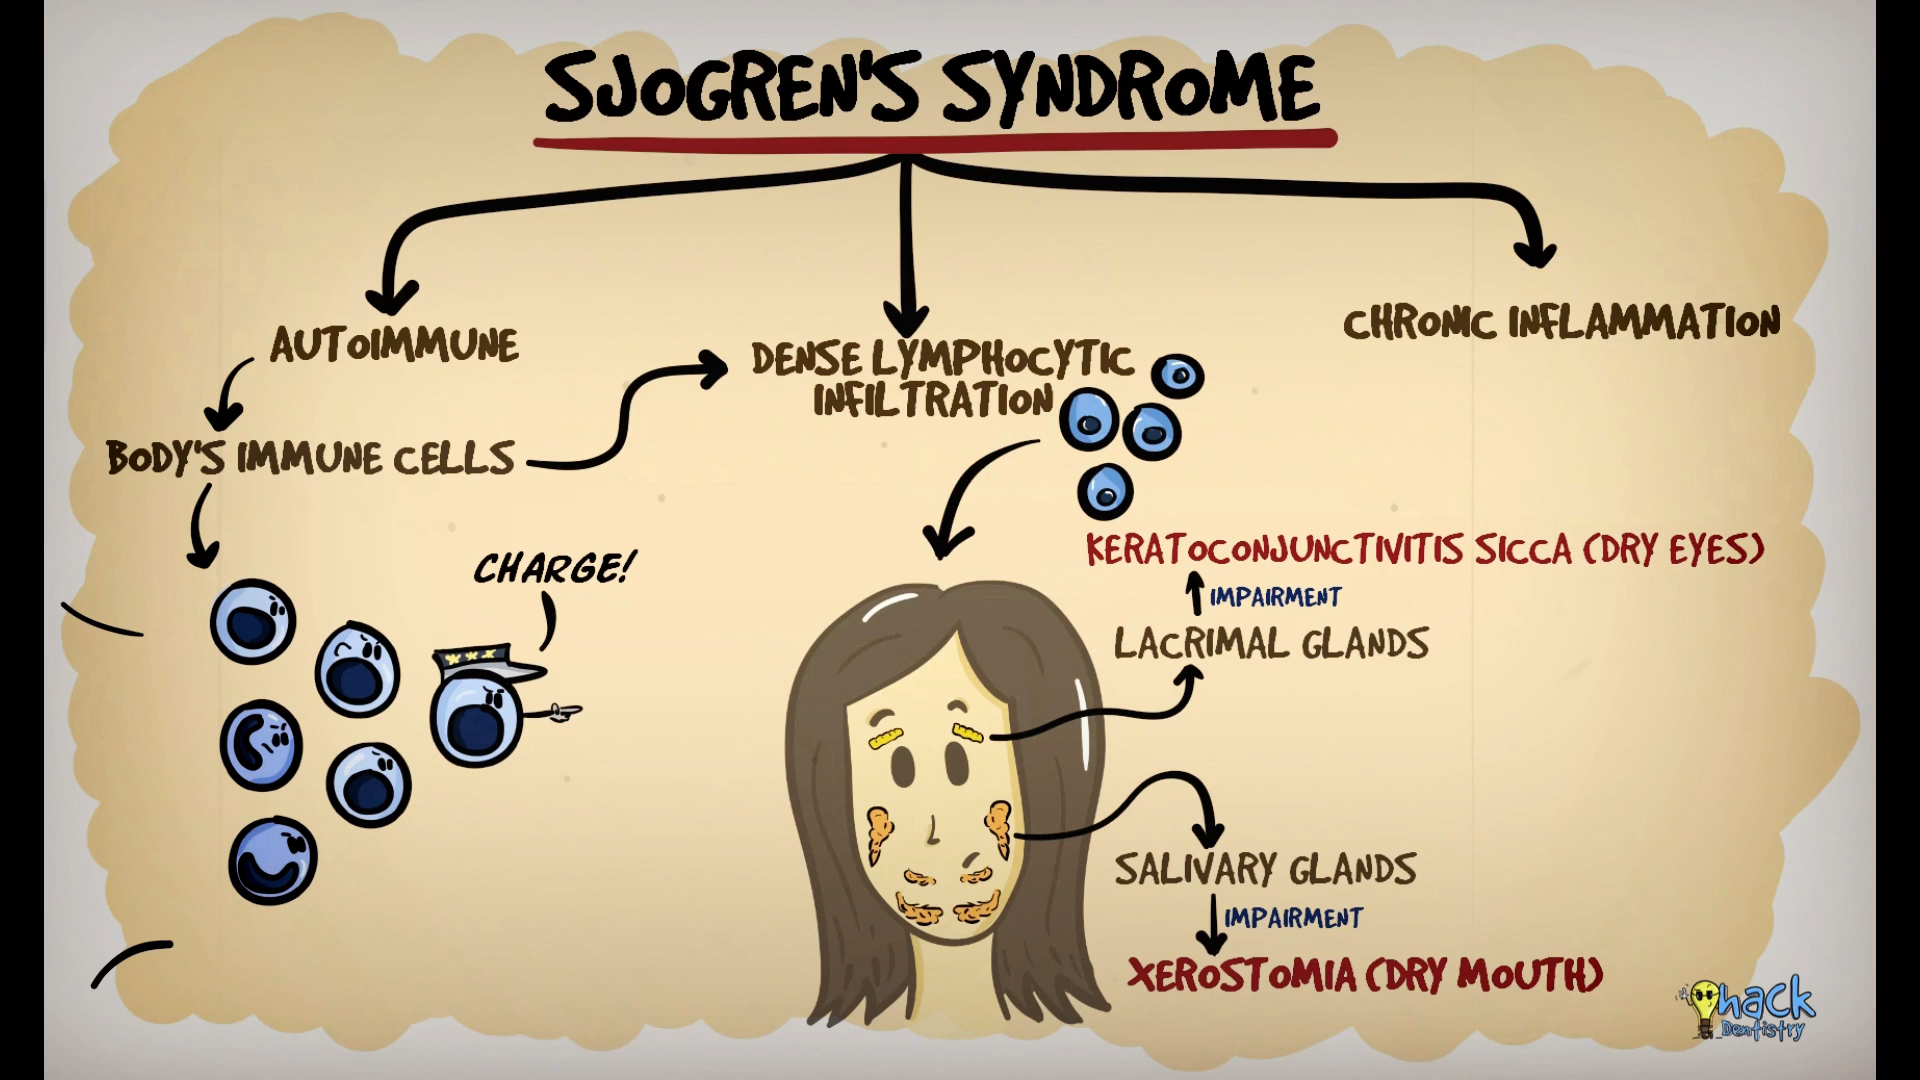 SJOGREN'S SYNDROME
AUTOIMMUNE
BODY'S IMMUNE CELLS
CHARGE!
DENSE LYMPHOCYTIC
INFILTRATION
CHRONIC INFLAMMATION
KERATOCONJUNCTIVITIS SICCA (DRY EYES)
IMPAIRMENT
LACRIMAL GLANDS
SALIVARY GLANDS
IMPAIRMENT
XEROSTOMIA (DRY MOUTH)
hack
Dentistry